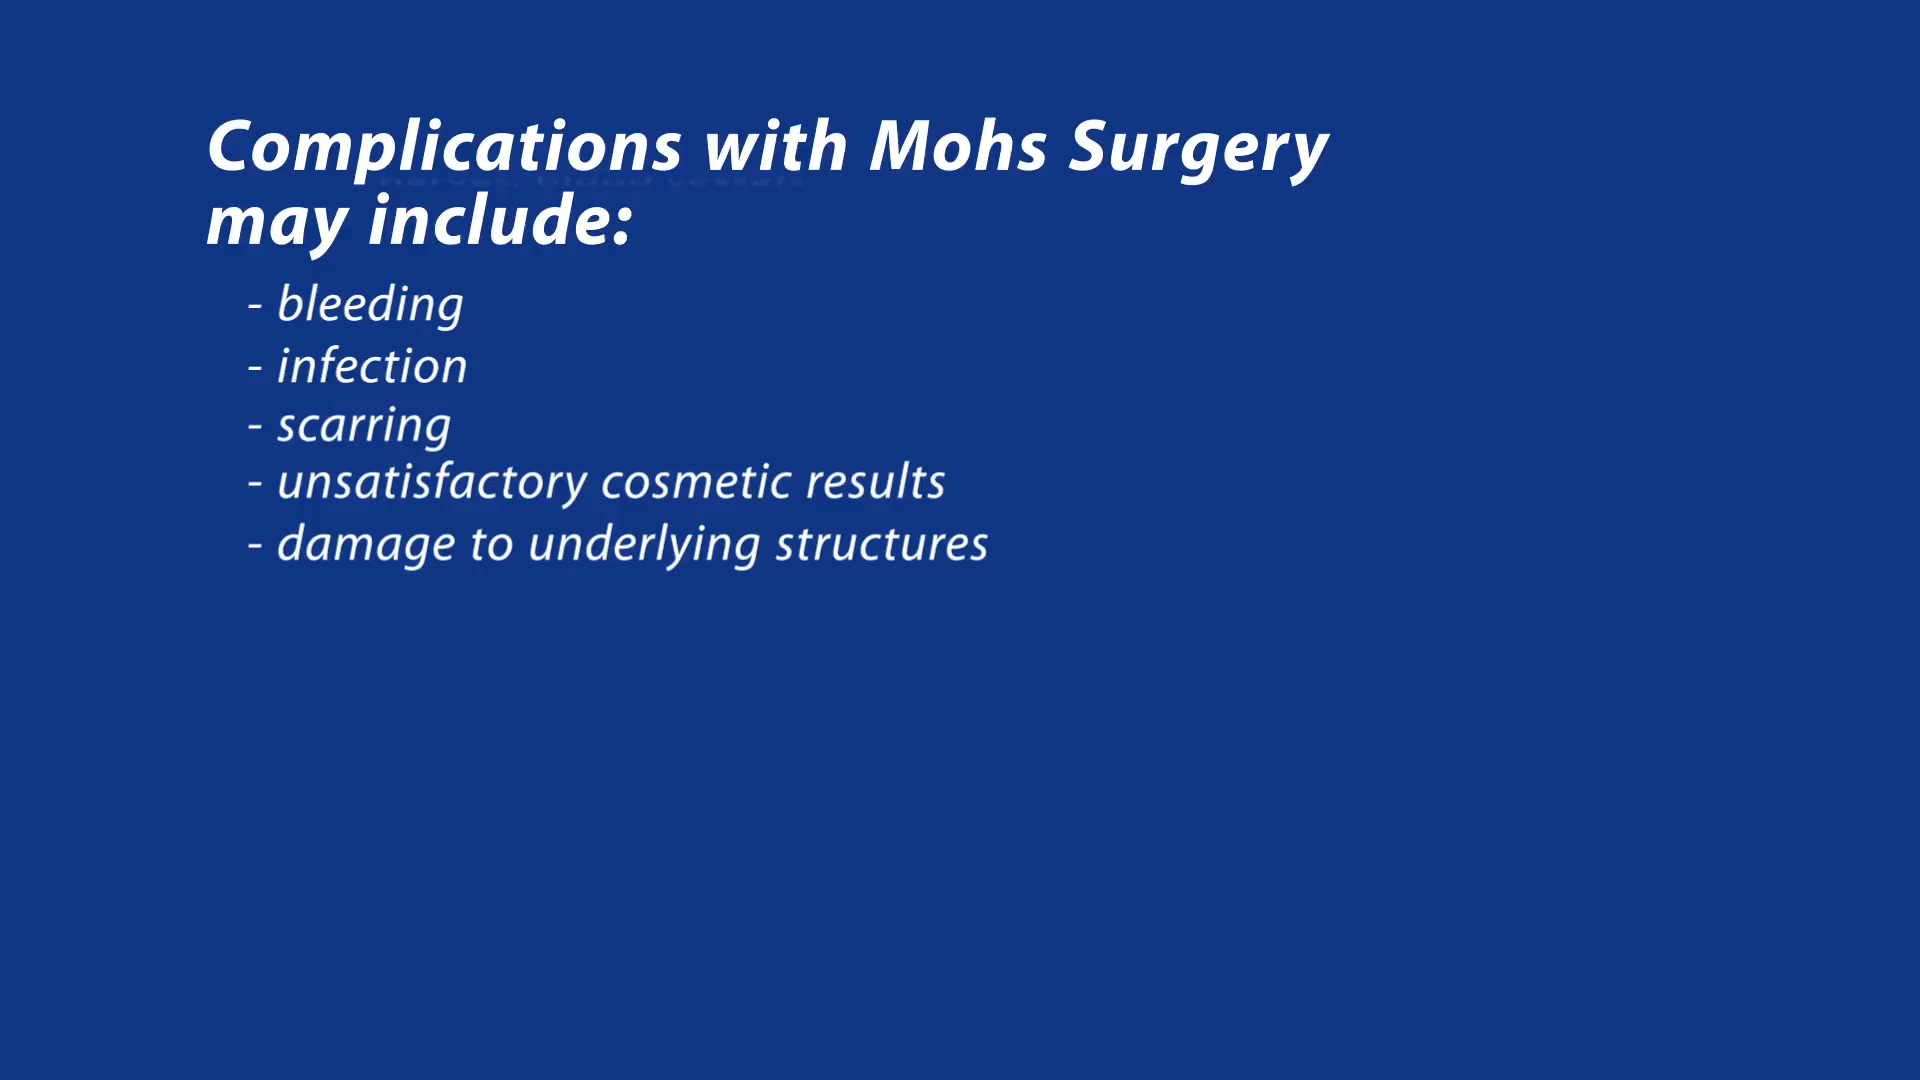 Complications with Mohs Surgery
may include:
- bleeding
- infection
- scarring
- unsatisfactory cosmetic results
- damage to underlying structures